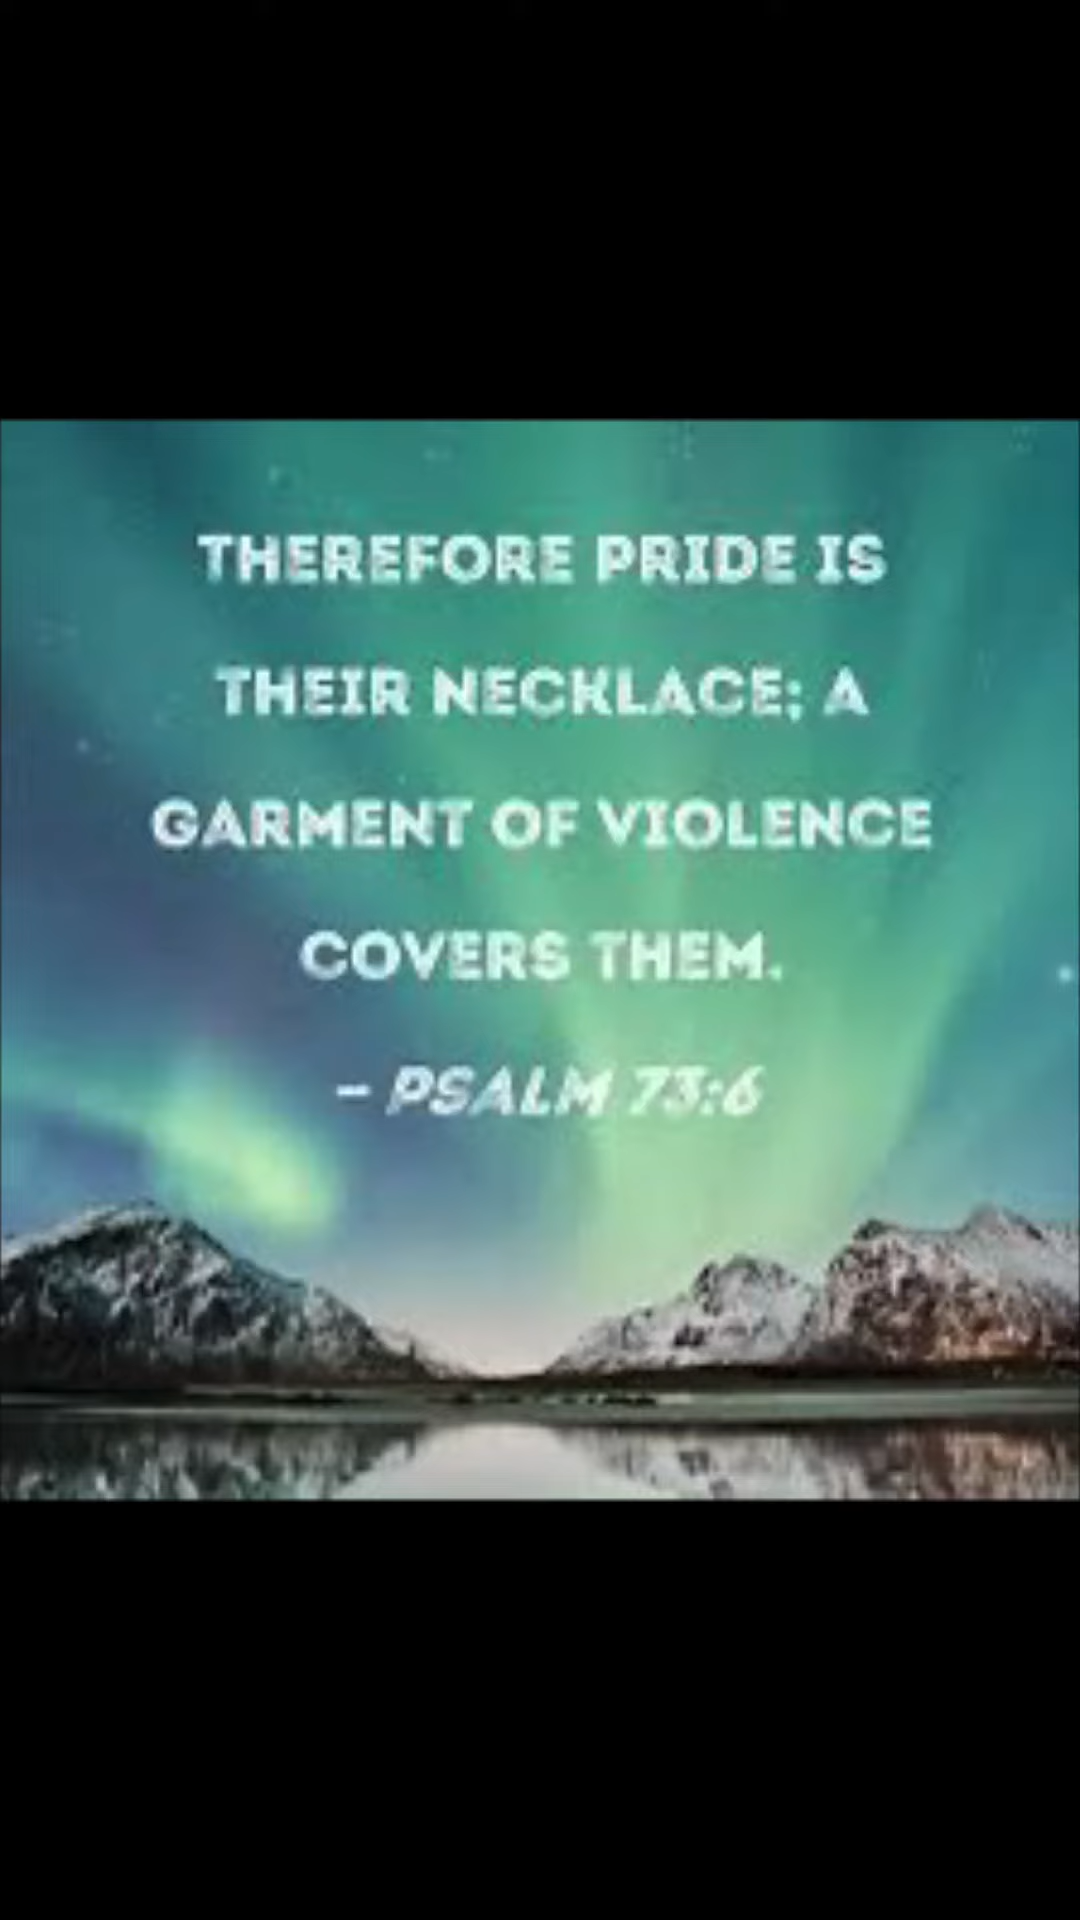 THEREFORE PRIDE IS
THEIR NECKLACE; A
GARMENT OF VIOLENCE
COVERS THEM.
- PSALM 73:6